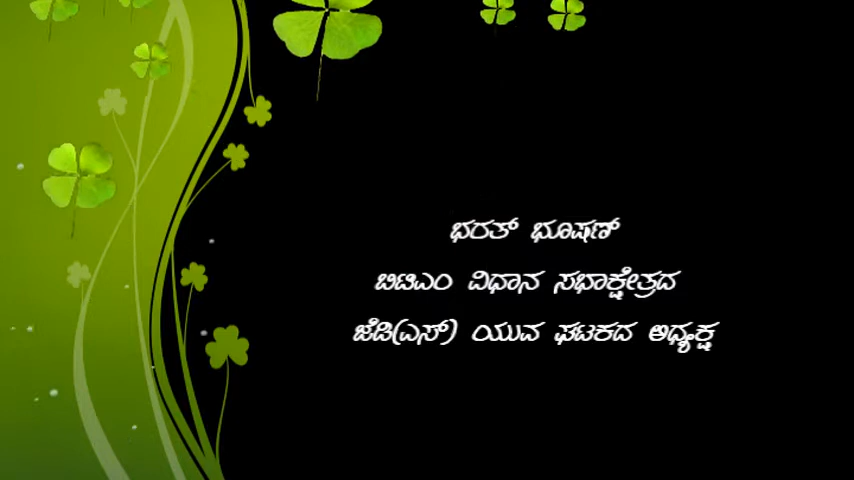 ಭರತ್ ಭೂಷಣ್
ಬಿಟಿಎಂ ವಿಧಾನ ಸಭಾಕ್ಷೇತ್ರದ
ಜೆಡಿ(ಎಸ್) ಯುವ ಘಟಕದ ಅಧ್ಯಕ್ಷ